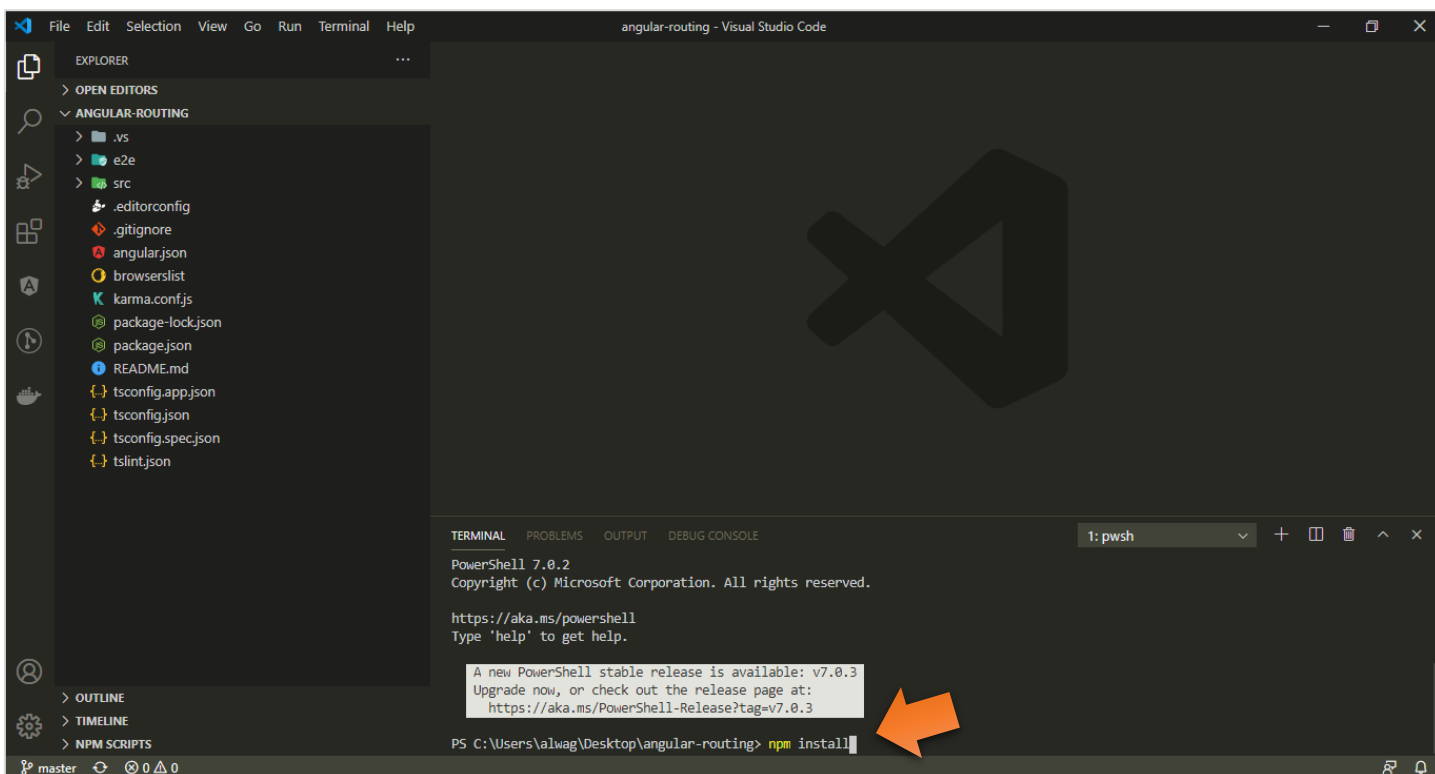 File Edit Selection View Go Run Terminal Help
angular-routing - Visual Studio Code
EXPLORER
OPEN EDITORS
ANGULAR-ROUTING
.vs
e2e
src
.editorconfig
.gitignore
angular.json
browserslist
karma.conf.js
package-lock.json
package.json
README.md
tsconfig.app.json
tsconfig.json
tsconfig.spec.json
tslint.json
OUTLINE
TIMELINE
NPM SCRIPTS
TERMINAL PROBLEMS OUTPUT DEBUG CONSOLE
1: pwsh
PowerShell 7.0.2
Copyright (c) Microsoft Corporation. All rights reserved.
https://aka.ms/powershell
Type 'help' to get help.
A new PowerShell stable release is available: v7.0.3
Upgrade now, or check out the release page at:
https://aka.ms/PowerShell-Release?tag=v7.0.3
PS C:\Users\alwag\Desktop\angular-routing> npm install
master 0 0